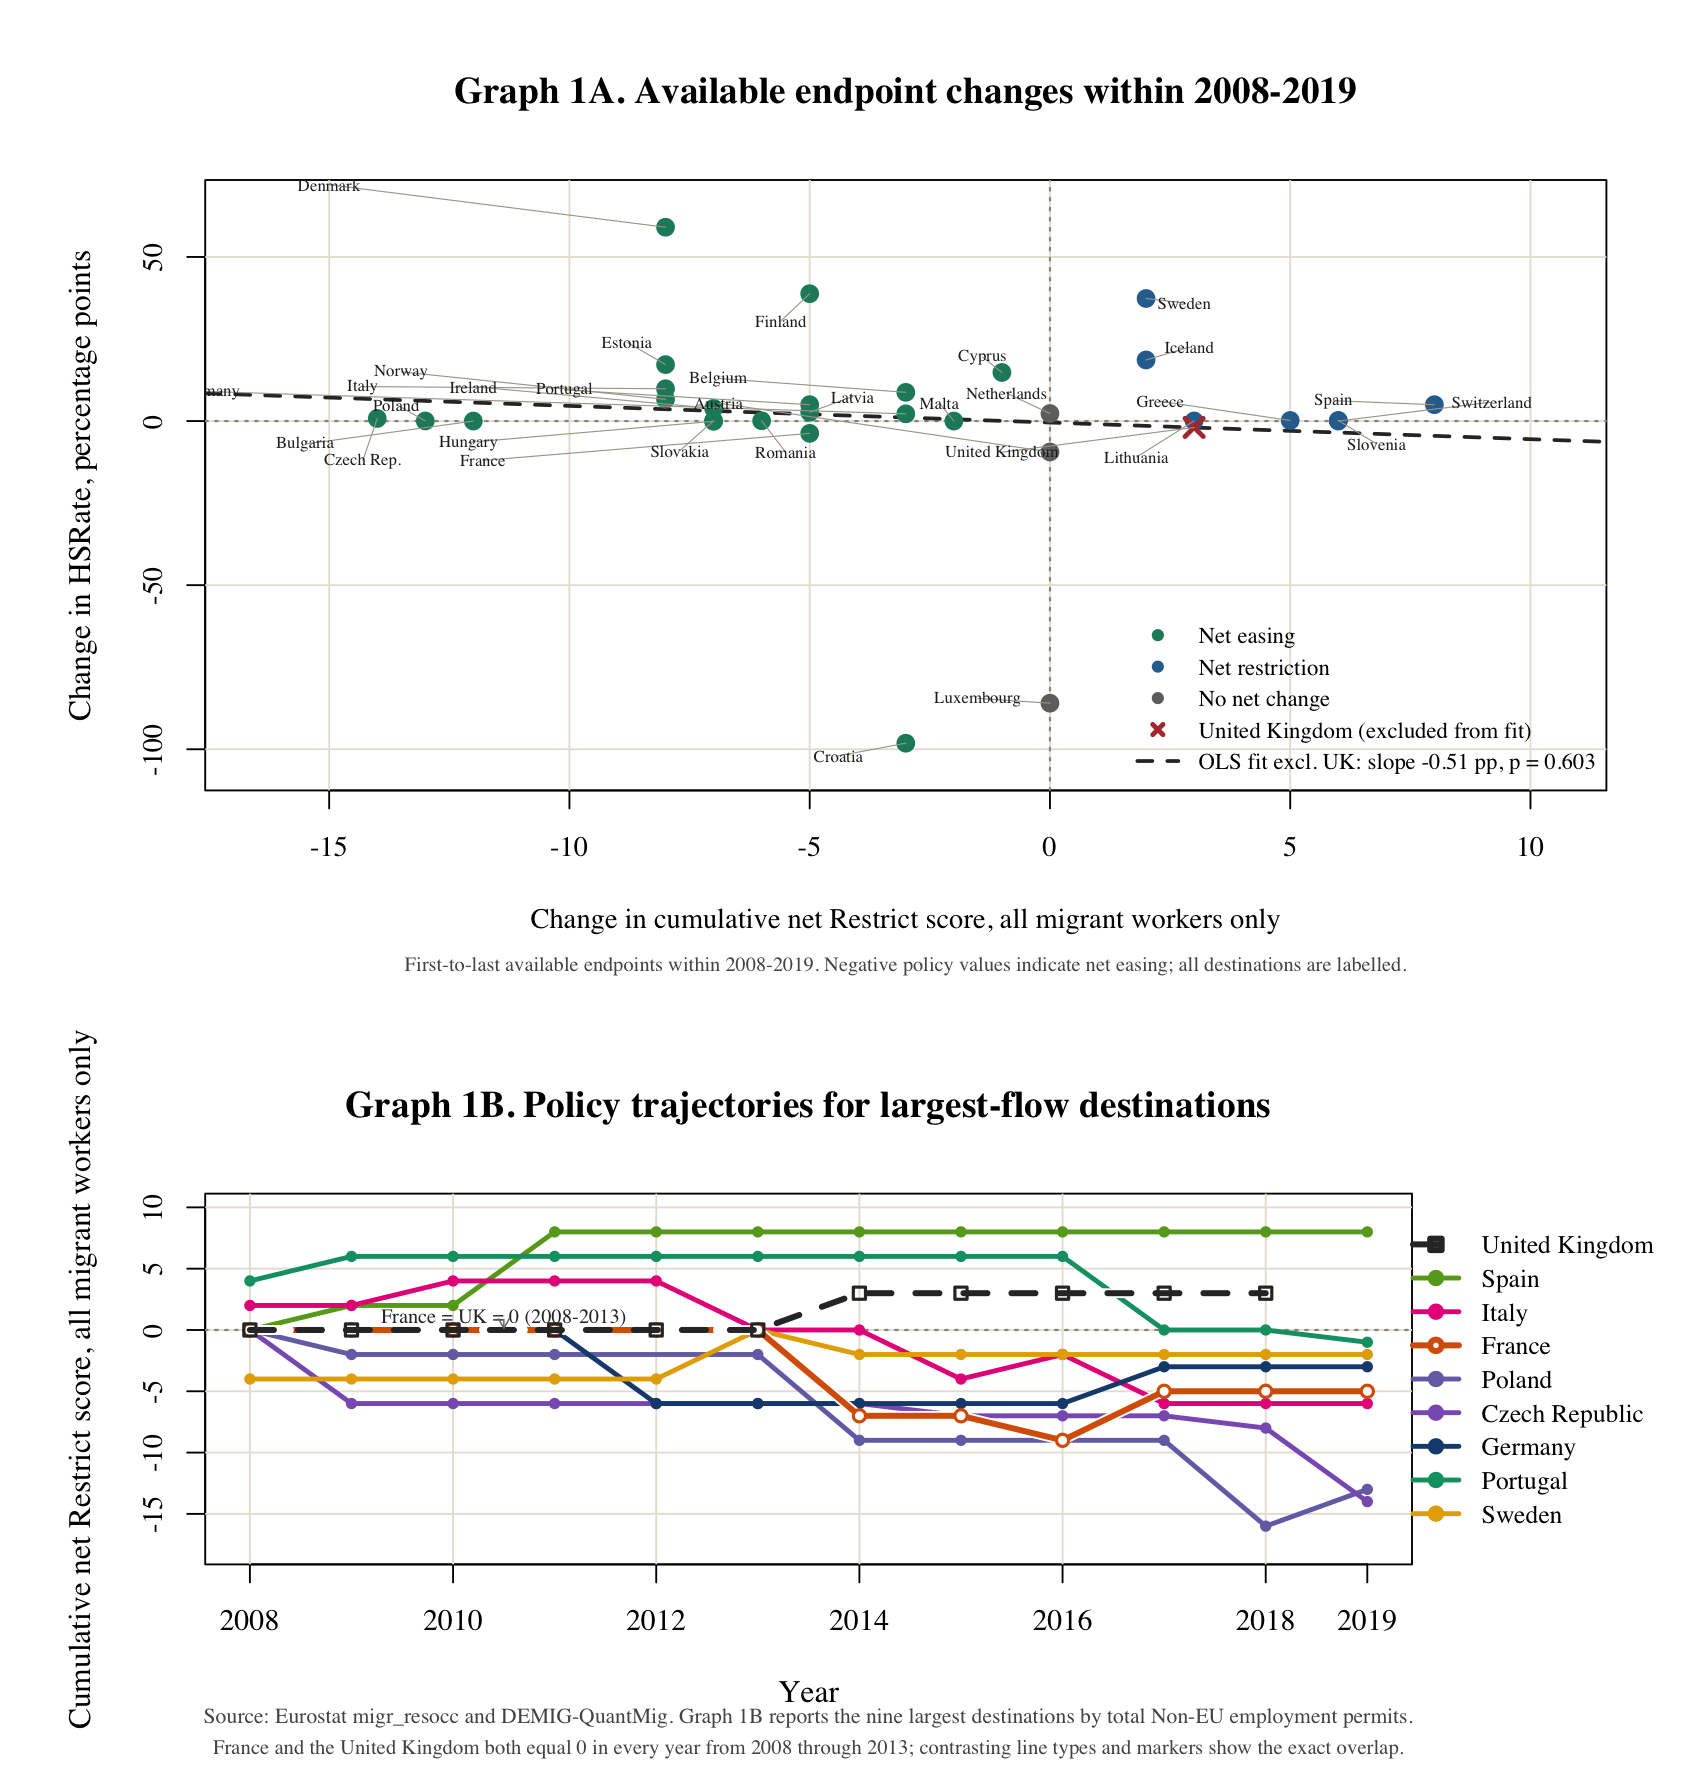 Graph 1A. Available endpoint changes within 2008-2019
Change in HSRate, percentage points
50
0
-50
-100
Denmark
Finland
Sweden
Estonia
Iceland
Cyprus
Norway
Belgium
Italy
Ireland
Portugal
many
Netherlands
Latvia
Spain
Poland
Austria
Malta
Greece
Switzerland
Bulgaria
Hungary
Slovakia
Romania
United Kingdom
Lithuania
Slovenia
Czech Rep.
France
Luxembourg
Croatia
Net easing
Net restriction
No net change
United Kingdom (excluded from fit)
OLS fit excl. UK: slope -0.51 pp, p = 0.603
-15 -10 -5 0 5 10
Change in cumulative net Restrict score, all migrant workers only
First-to-last available endpoints within 2008-2019. Negative policy values indicate net easing; all destinations are labelled.
Graph 1B. Policy trajectories for largest-flow destinations
Cumulative net Restrict score, all migrant workers only
10
5
0
-5
-10
-15
France = UK = 0 (2008-2013)
United Kingdom
Spain
Italy
France
Poland
Czech Republic
Germany
Portugal
Sweden
2008 2010 2012 2014 2016 2018 2019
Year
Source: Eurostat migr_resocc and DEMIG-QuantMig. Graph 1B reports the nine largest destinations by total Non-EU employment permits.
France and the United Kingdom both equal 0 in every year from 2008 through 2013; contrasting line types and markers show the exact overlap.